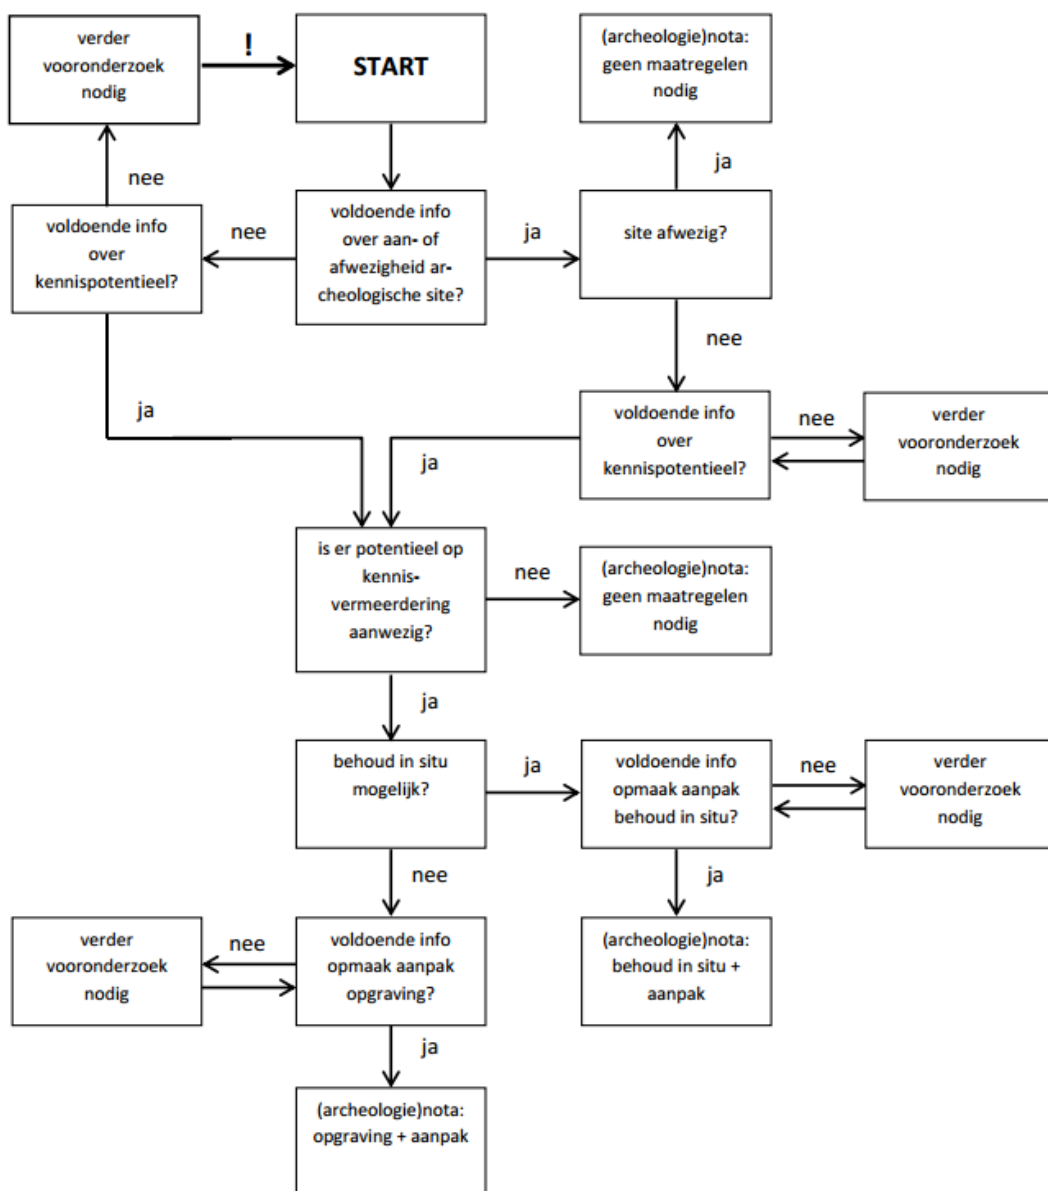 verder
vooronderzoek
nodig
!
START
(archeologie)nota:
geen maatregelen
nodig
nee
ja
voldoende info
over
kennispotentieel?
nee
voldoende info
over aan- of
afwezigheid ar-
cheologische site?
ja
site afwezig?
nee
ja
voldoende info
over
kennispotentieel?
nee
verder
vooronderzoek
nodig
ja
is er potentieel op
kennis-
vermeerdering
aanwezig?
nee
(archeologie)nota:
geen maatregelen
nodig
ja
behoud in situ
mogelijk?
ja
voldoende info
opmaak aanpak
behoud in situ?
nee
verder
vooronderzoek
nodig
nee
ja
verder
vooronderzoek
nodig
nee
voldoende info
opmaak aanpak
opgraving?
(archeologie)nota:
behoud in situ +
aanpak
ja
(archeologie)nota:
opgraving + aanpak